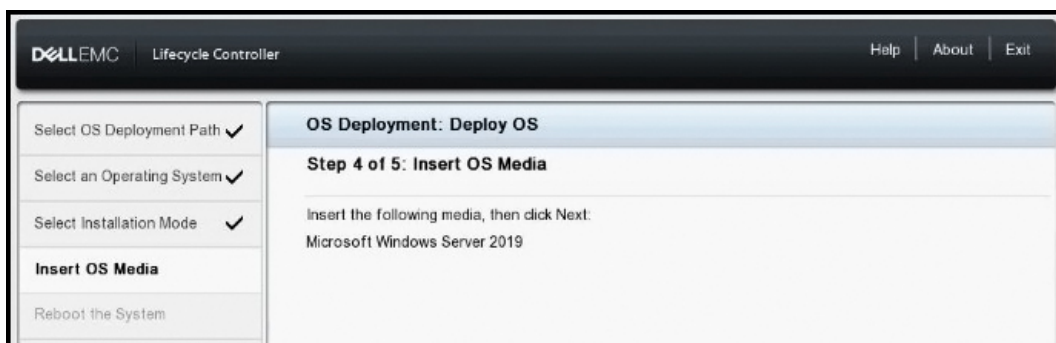 DELLEMC Lifecycle Controller Help About Exit
Select OS Deployment Path
Select an Operating System
Select Installation Mode
Insert OS Media
Reboot the System
OS Deployment: Deploy OS
Step 4 of 5: Insert OS Media
Insert the following media, then click Next:
Microsoft Windows Server 2019